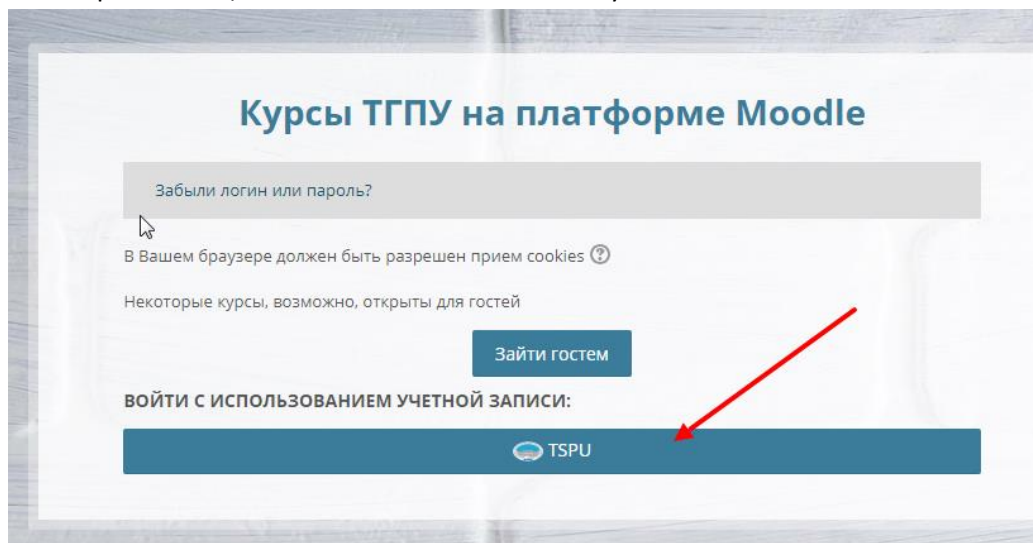 Курсы ТГПУ на платформе Moodle
Забыли логин или пароль?
В Вашем браузере должен быть разрешен прием cookies ?
Некоторые курсы, возможно, открыты для гостей
Зайти гостем
ВОЙТИ С ИСПОЛЬЗОВАНИЕМ УЧЕТНОЙ ЗАПИСИ:
TSPU